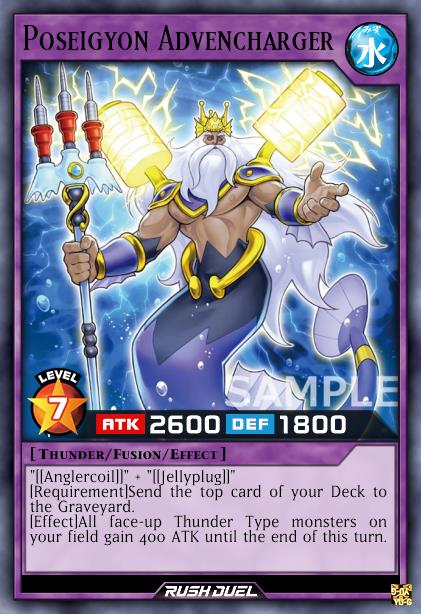 Poseigyon Advencharger
みず
水
SAMPLE
LEVEL
7
ATK 2600 DEF 1800
[Thunder/Fusion/Effect]
"[[Anglercoil]]" + "[[Jellyplug]]"
[Requirement]Send the top card of your Deck to
the Graveyard.
[Effect]All face-up Thunder Type monsters on
your field gain 400 ATK until the end of this turn.
RUSH DUEL